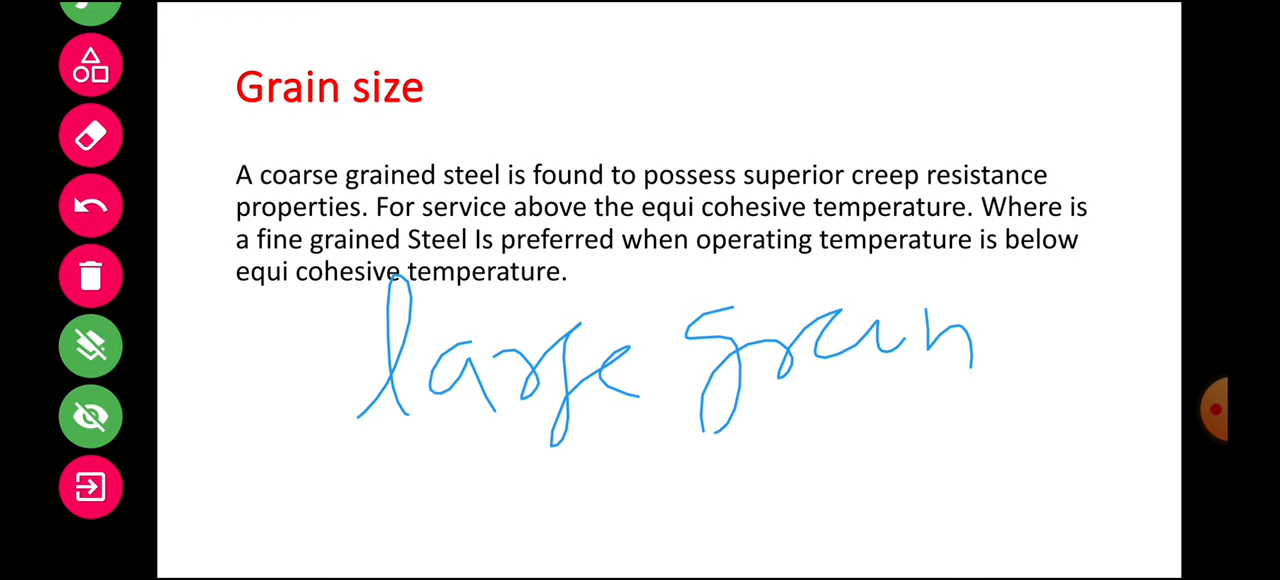 Grain size
A coarse grained steel is found to possess superior creep resistance
properties. For service above the equi cohesive temperature. Where is
a fine grained Steel Is preferred when operating temperature is below
equi cohesive temperature.
large grain